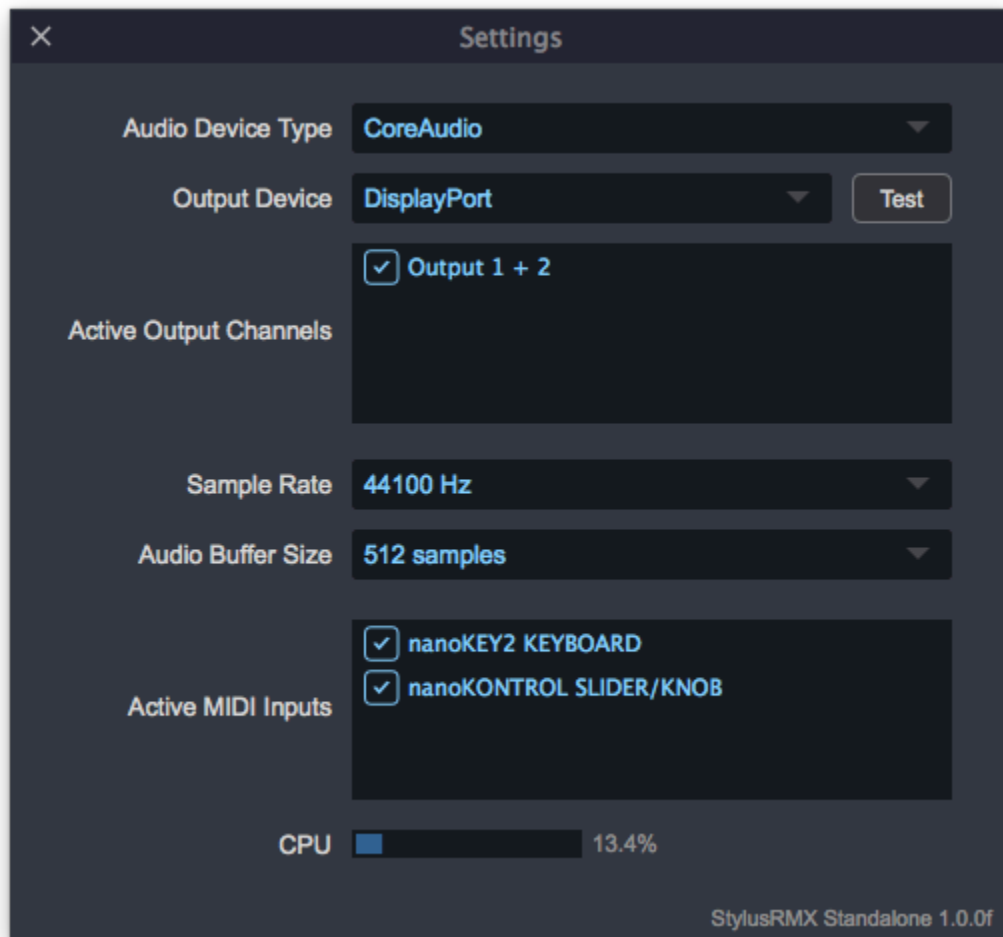 Settings
Audio Device Type CoreAudio
Output Device DisplayPort Test
Active Output Channels Output 1 + 2
Sample Rate 44100 Hz
Audio Buffer Size 512 samples
Active MIDI Inputs nanoKEY2 KEYBOARD
nanoKONTROL SLIDER/KNOB
CPU 13.4%
StylusRMX Standalone 1.0.0f